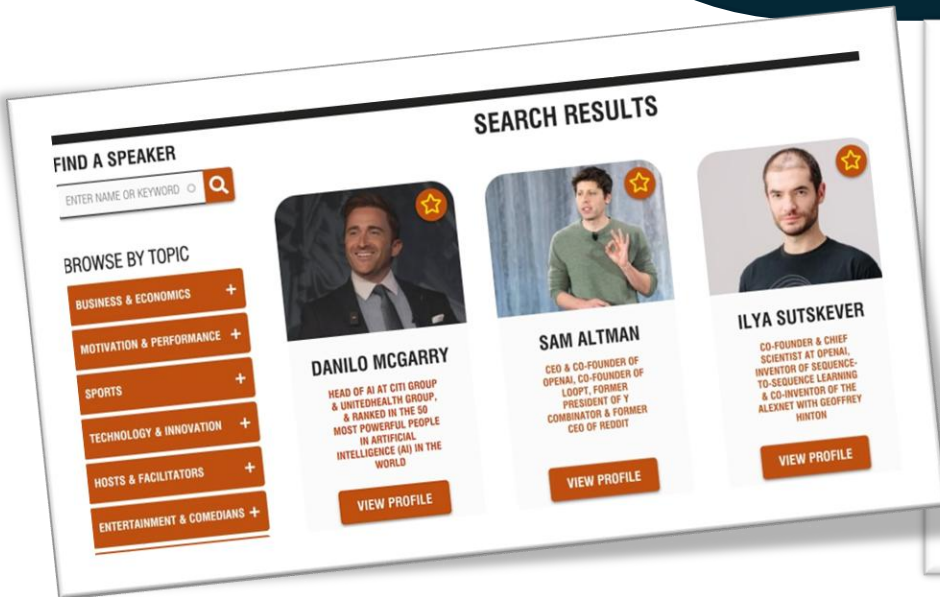 SEARCH RESULTS
FIND A SPEAKER
ENTER NAME OR KEYWORD
BROWSE BY TOPIC
BUSINESS & ECONOMICS +
MOTIVATION & PERFORMANCE +
SPORTS +
TECHNOLOGY & INNOVATION +
HOSTS & FACILITATORS +
ENTERTAINMENT & COMEDIANS +
DANILO MCGARRY
HEAD OF AI AT CITI GROUP
& UNITEDHEALTH GROUP,
& RANKED IN THE 50
MOST POWERFUL PEOPLE
IN ARTIFICIAL
INTELLIGENCE (AI) IN THE
WORLD
VIEW PROFILE
SAM ALTMAN
CEO & CO-FOUNDER OF
OPENAI, CO-FOUNDER OF
LOOPT, FORMER
PRESIDENT OF Y
COMBINATOR & FORMER
CEO OF REDDIT
VIEW PROFILE
ILYA SUTSKEVER
CO-FOUNDER & CHIEF
SCIENTIST AT OPENAI,
INVENTOR OF SEQUENCE-
TO-SEQUENCE LEARNING
& CO-INVENTOR OF THE
ALEXNET WITH GEOFFREY
HINTON
VIEW PROFILE